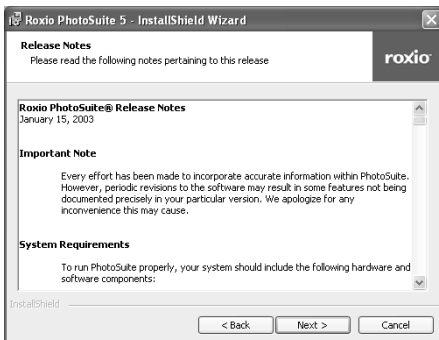 Roxio PhotoSuite 5 - InstallShield Wizard
Release Notes
Please read the following notes pertaining to this release
roxio
Roxio PhotoSuite® Release Notes
January 15, 2003
Important Note
Every effort has been made to incorporate accurate information within PhotoSuite.
However, periodic revisions to the software may result in some features not being
documented precisely in your particular version. We apologize for any
inconvenience this may cause.
System Requirements
To run PhotoSuite properly, your system should include the following hardware and
software components:
InstallShield
< Back
Next >
Cancel